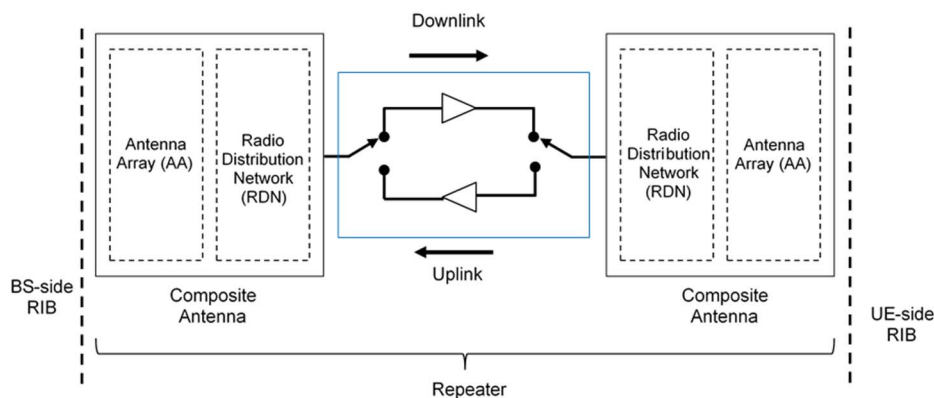 Downlink
Antenna
Array (AA)
Radio
Distribution
Network
(RDN)
Radio
Distribution
Network
(RDN)
Antenna
Array (AA)
Uplink
BS-side
RIB
Composite
Antenna
Composite
Antenna
UE-side
RIB
Repeater